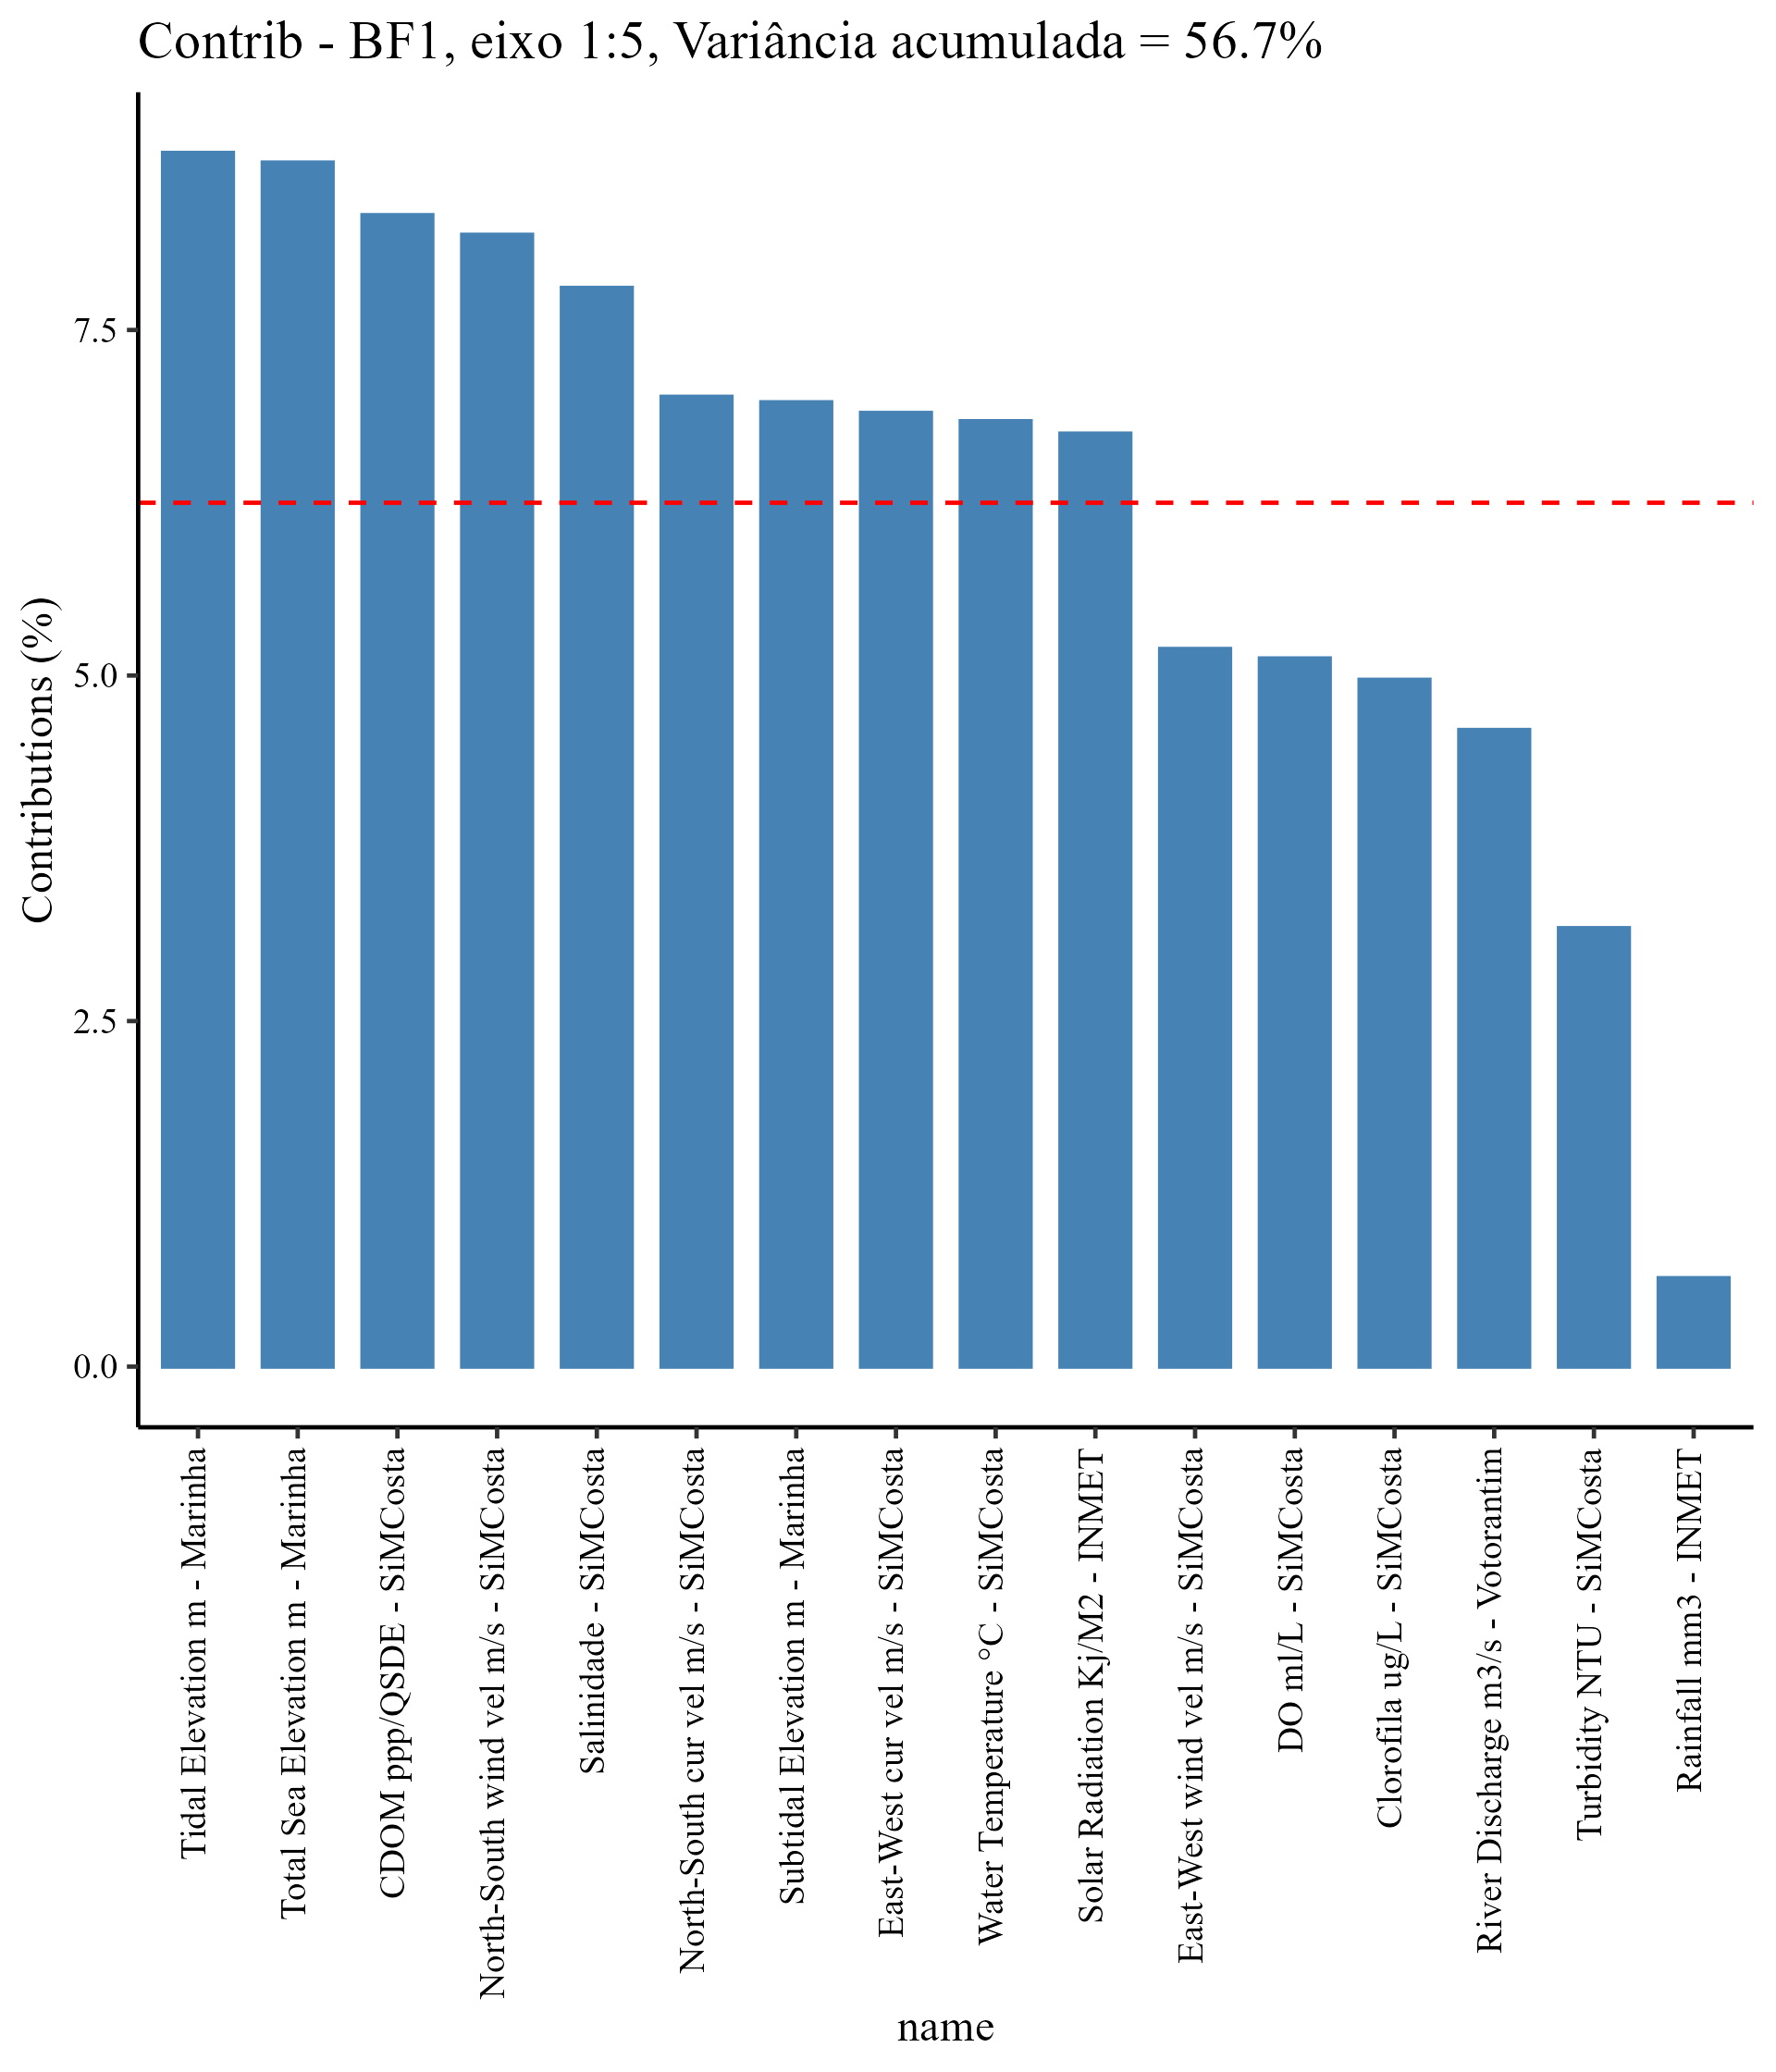 Contrib - BF1, eixo 1:5, Variância acumulada = 56.7%
Contributions (%)
7.5
5.0
2.5
0.0
Tidal Elevation m - Marinha
Total Sea Elevation m - Marinha
CDOM ppp/QSDE - SiMCosta
North-South wind vel m/s - SiMCosta
Salinidade - SiMCosta
North-South cur vel m/s - SiMCosta
Subtidal Elevation m - Marinha
East-West cur vel m/s - SiMCosta
Water Temperature °C - SiMCosta
Solar Radiation Kj/M2 - INMET
East-West wind vel m/s - SiMCosta
DO ml/L - SiMCosta
Clorofila ug/L - SiMCosta
River Discharge m3/s - Votorantim
Turbidity NTU - SiMCosta
Rainfall mm3 - INMET
name